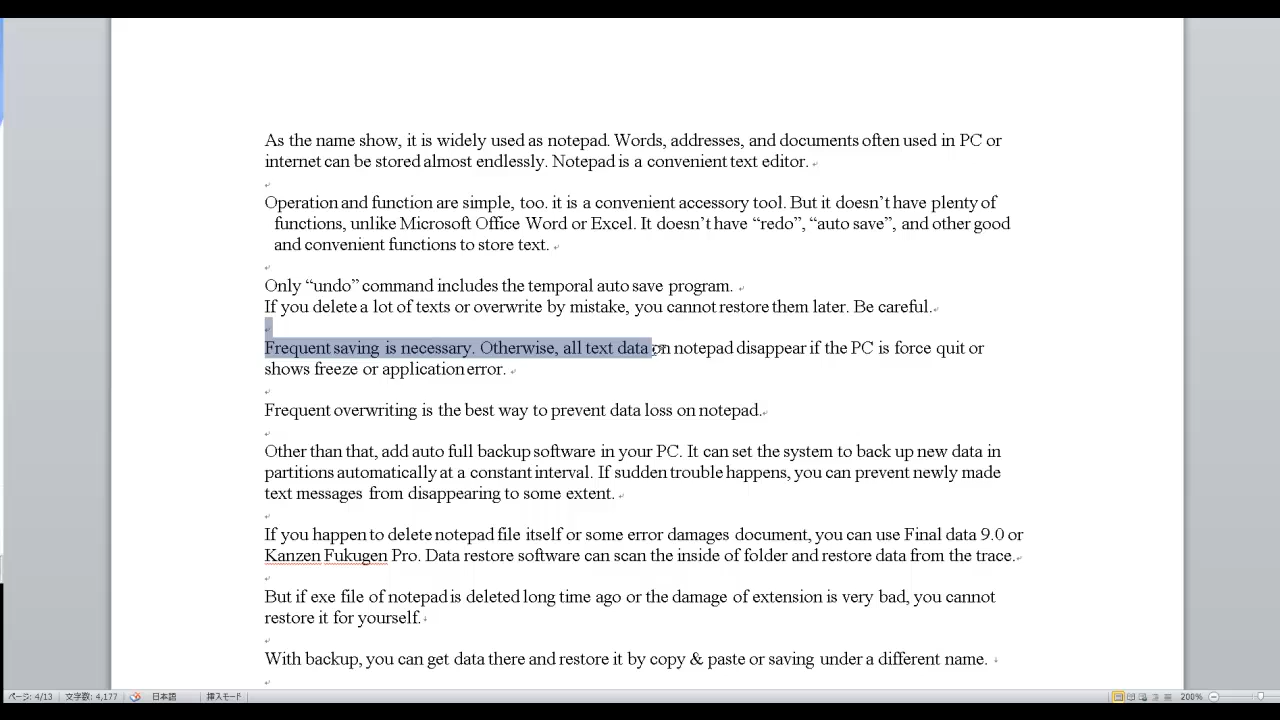 As the name show, it is widely used as notepad. Words, addresses, and documents often used in PC or
internet can be stored almost endlessly. Notepad is a convenient text editor.
Operation and function are simple, too. it is a convenient accessory tool. But it doesn’t have plenty of
functions, unlike Microsoft Office Word or Excel. It doesn’t have “redo”, “auto save”, and other good
and convenient functions to store text.
Only “undo” command includes the temporal auto save program.
If you delete a lot of texts or overwrite by mistake, you cannot restore them later. Be careful.
Frequent saving is necessary. Otherwise, all text data on notepad disappear if the PC is force quit or
shows freeze or application error.
Frequent overwriting is the best way to prevent data loss on notepad.
Other than that, add auto full backup software in your PC. It can set the system to back up new data in
partitions automatically at a constant interval. If sudden trouble happens, you can prevent newly made
text messages from disappearing to some extent.
If you happen to delete notepad file itself or some error damages document, you can use Final data 9.0 or
Kanzen Fukugen Pro. Data restore software can scan the inside of folder and restore data from the trace.
But if exe file of notepad is deleted long time ago or the damage of extension is very bad, you cannot
restore it for yourself.
With backup, you can get data there and restore it by copy & paste or saving under a different name.
ページ: 4/13 文字数: 4,177 日本語 挿入モード 200%